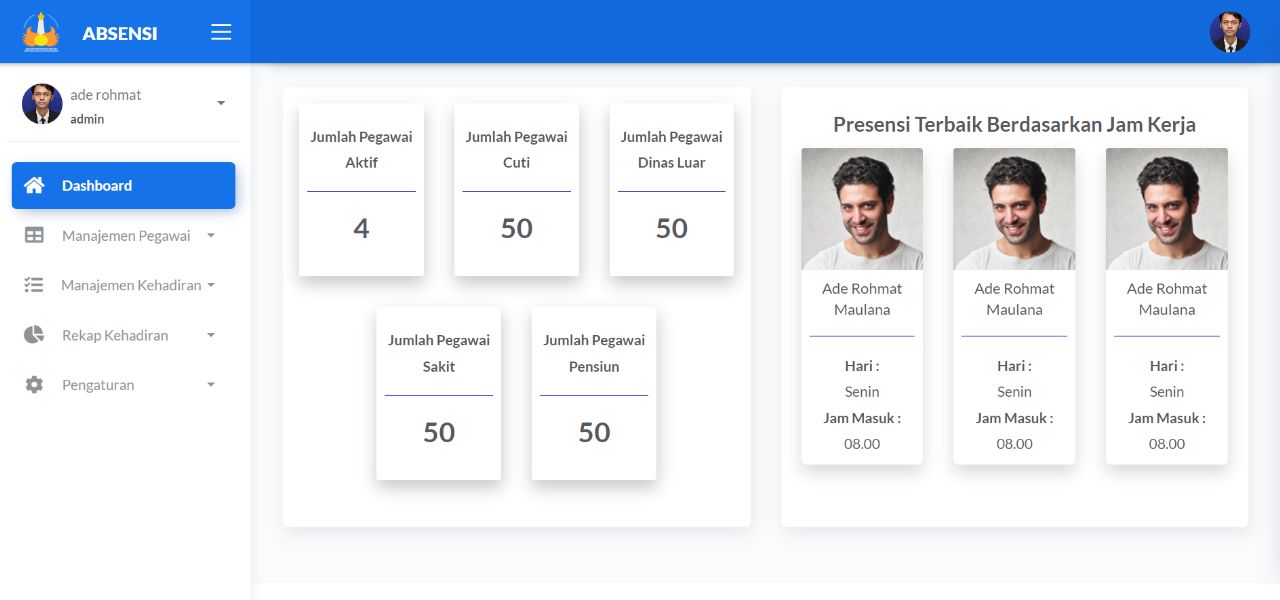 ABSENSI
ade rohmat
admin
Dashboard
Manajemen Pegawai
Manajemen Kehadiran
Rekap Kehadiran
Pengaturan
Jumlah Pegawai
Aktif
4
Jumlah Pegawai
Cuti
50
Jumlah Pegawai
Dinas Luar
50
Jumlah Pegawai
Sakit
50
Jumlah Pegawai
Pensiun
50
Presensi Terbaik Berdasarkan Jam Kerja
Ade Rohmat
Maulana
Hari :
Senin
Jam Masuk :
08.00
Ade Rohmat
Maulana
Hari :
Senin
Jam Masuk :
08.00
Ade Rohmat
Maulana
Hari :
Senin
Jam Masuk :
08.00